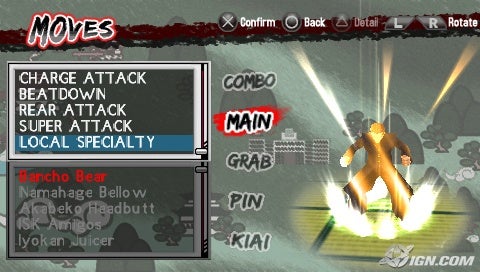 MOVES
Confirm
Back
Detail
L
R
Rotate
CHARGE ATTACK
BEATDOWN
REAR ATTACK
SUPER ATTACK
LOCAL SPECIALTY
COMBO
MAIN
GRAB
PIN
KIAI
Bancho Bear
Namahage Bellow
Akabeko Headbutt
ISK Amigos
Iyokan Juicer
IGN.COM